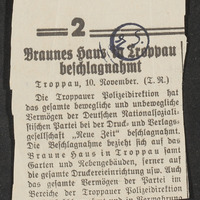 2
Braunes Haus in Troppau
beschlagnahmt
Troppau, 10. November. (T. R.)
Die Troppauer Polizeidirektion hat
das gesamte bewegliche und unbewegliche
Vermögen der Deutschen Nationalsoziali-
stischen Partei bei der Druck- und Verlags-
gesellschaft „Neue Zeit" beschlagnahmt.
Die Beschlagnahme bezieht sich auf das
Braune Haus in Troppau samt
Garten und Nebengebäuden, ferner auf
die gesamte Druckereieinrichtung usw. Auch
das gesamte Vermögen der Partei im
Bereiche der Troppauer Polizeidirektion